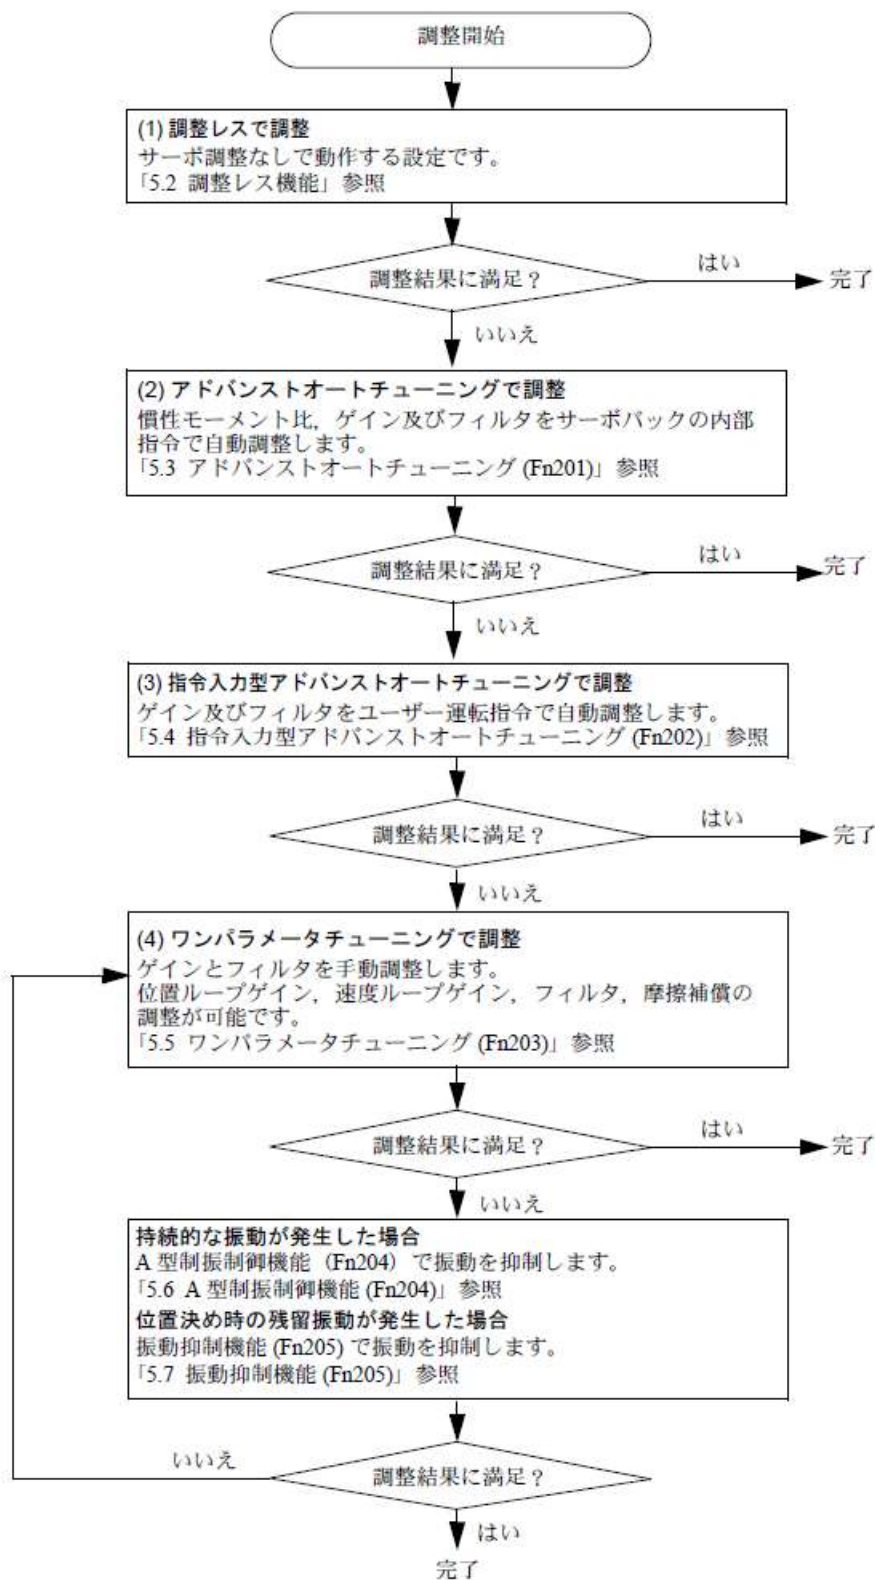 調整開始
(1) 調整レスで調整
サーボ調整なしで動作する設定です。
「5.2 調整レス機能」参照
調整結果に満足？
はい
完了
いいえ
(2) アドバンストオートチューニングで調整
慣性モーメント比，ゲイン及びフィルタをサーボパックの内部
指令で自動調整します。
「5.3 アドバンストオートチューニング (Fn201)」参照
調整結果に満足？
はい
完了
いいえ
(3) 指令入力型アドバンストオートチューニングで調整
ゲイン及びフィルタをユーザー運転指令で自動調整します。
「5.4 指令入力型アドバンストオートチューニング (Fn202)」参照
調整結果に満足？
はい
完了
いいえ
(4) ワンパラメータチューニングで調整
ゲインとフィルタを手動調整します。
位置ループゲイン，速度ループゲイン，フィルタ，摩擦補償の
調整が可能です。
「5.5 ワンパラメータチューニング (Fn203)」参照
調整結果に満足？
はい
完了
いいえ
持続的な振動が発生した場合
A 型制振制御機能（Fn204）で振動を抑制します。
「5.6 A 型制振制御機能 (Fn204)」参照
位置決め時の残留振動が発生した場合
振動抑制機能 (Fn205) で振動を抑制します。
「5.7 振動抑制機能 (Fn205)」参照
いいえ
調整結果に満足？
はい
完了